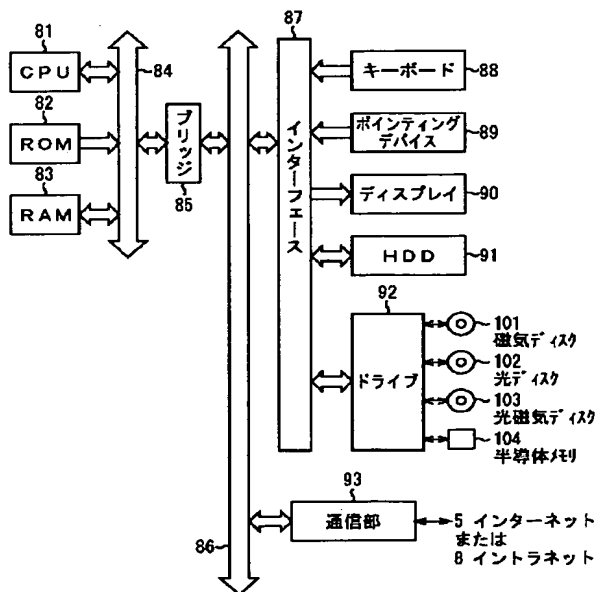 81
CPU
82
ROM
83
RAM
84
ブリッジ
85
86
87
インターフェース
キーボード
88
ポインティング
デバイス
89
ディスプレイ
90
HDD
91
92
ドライブ
101
磁気ディスク
102
光ディスク
103
光磁気ディスク
104
半導体メモリ
93
通信部
5 インターネット
または
8 イントラネット